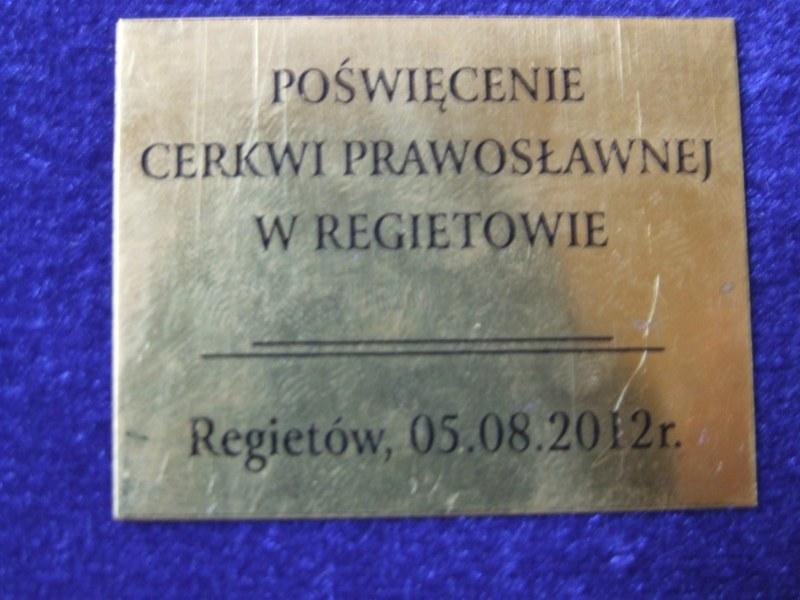 POŚWIĘCENIE
CERKWI PRAWOSŁAWNEJ
W REGIETOWIE
Regietów, 05.08.2012r.